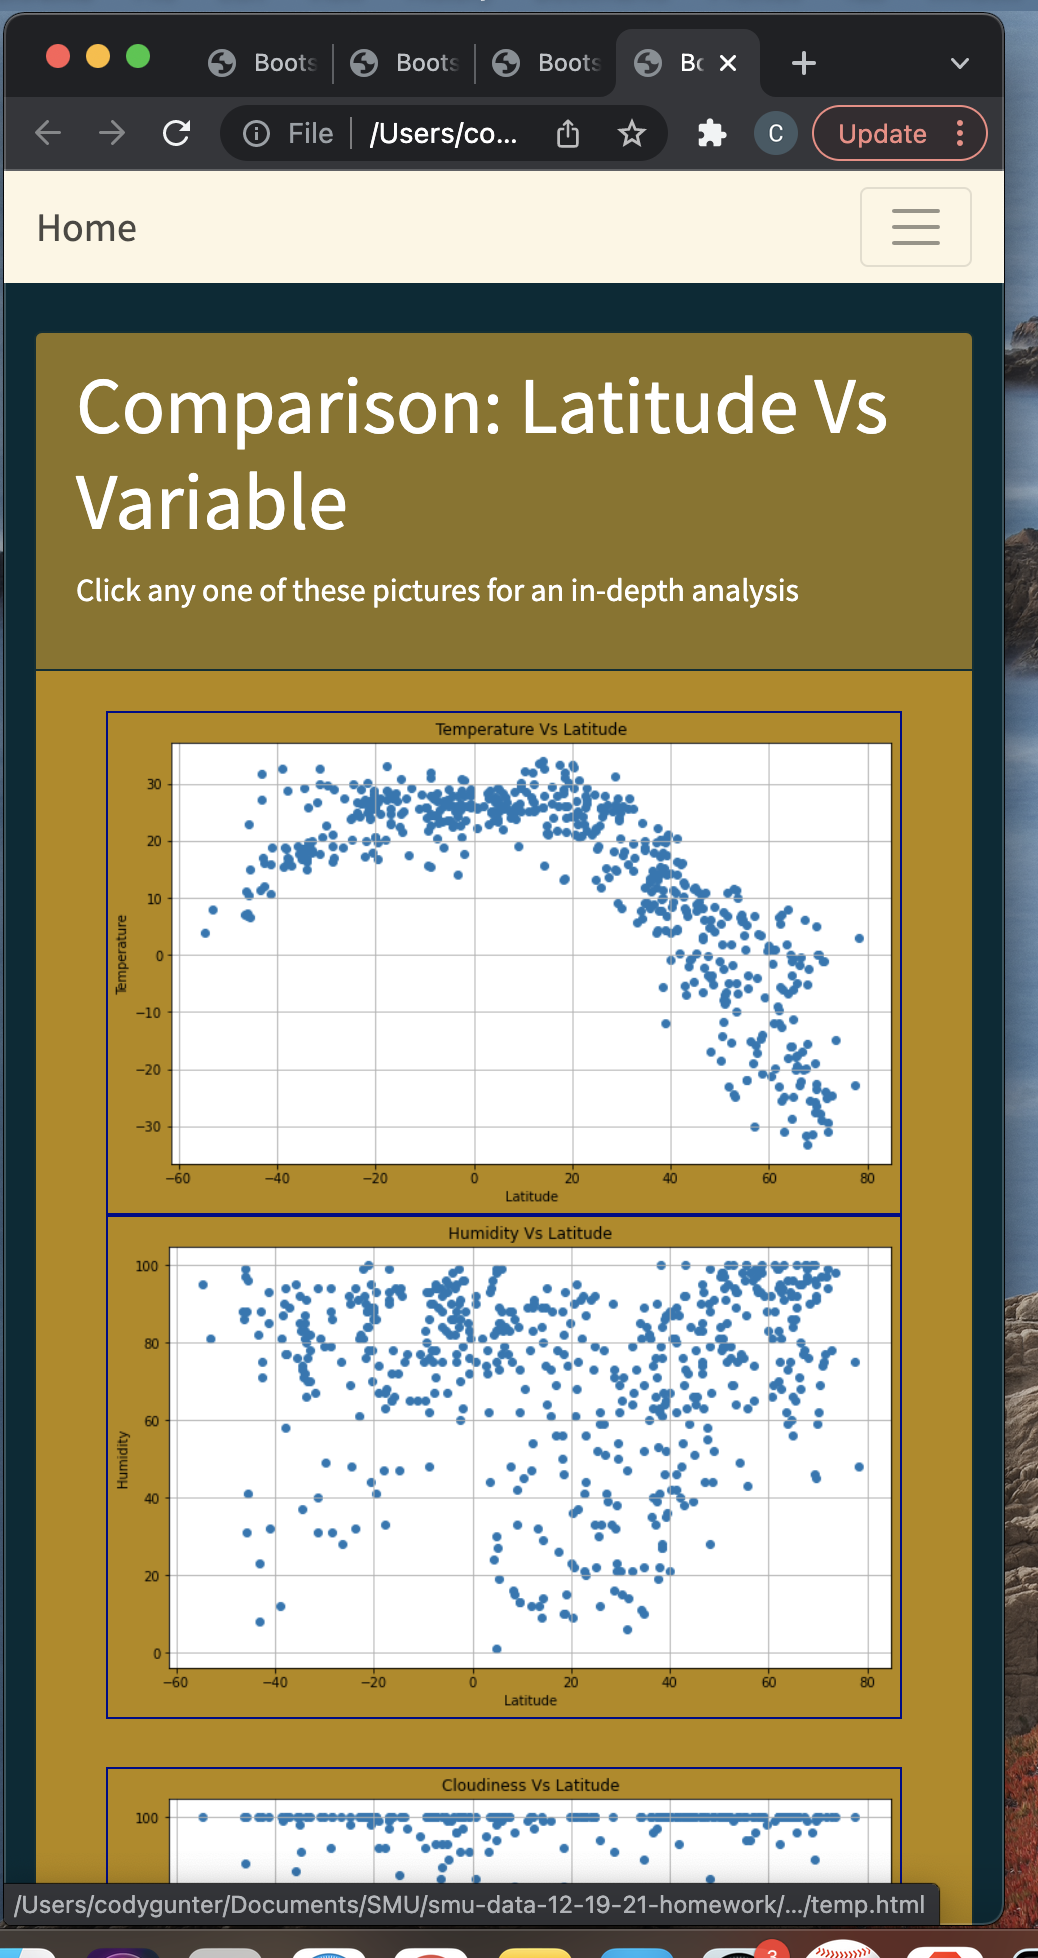 Boots
Boots
Boots
Bo
File
/Users/co...
C
Update
Home
Comparison: Latitude Vs
Variable
Click any one of these pictures for an in-depth analysis
Temperature Vs Latitude
30
20
10
0
−10
−20
−30
Temperature
−60 −40 −20 0 20 40 60 80
Latitude
Humidity Vs Latitude
100
80
60
40
20
0
Humidity
−60 −40 −20 0 20 40 60 80
Latitude
Cloudiness Vs Latitude
100
/Users/codygunter/Documents/SMU/smu-data-12-19-21-homework/.../temp.html
3